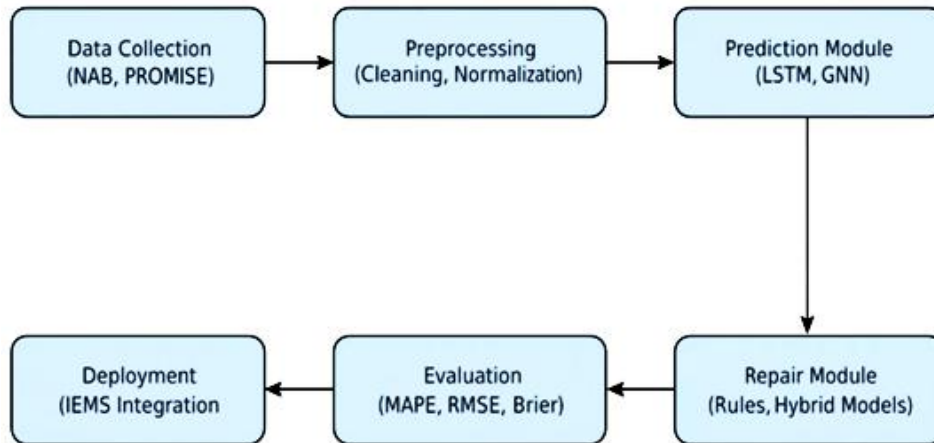 Data Collection
(NAB, PROMISE)
Preprocessing
(Cleaning, Normalization)
Prediction Module
(LSTM, GNN)
Deployment
(IEMS Integration
Evaluation
(MAPE, RMSE, Brier)
Repair Module
(Rules, Hybrid Models)